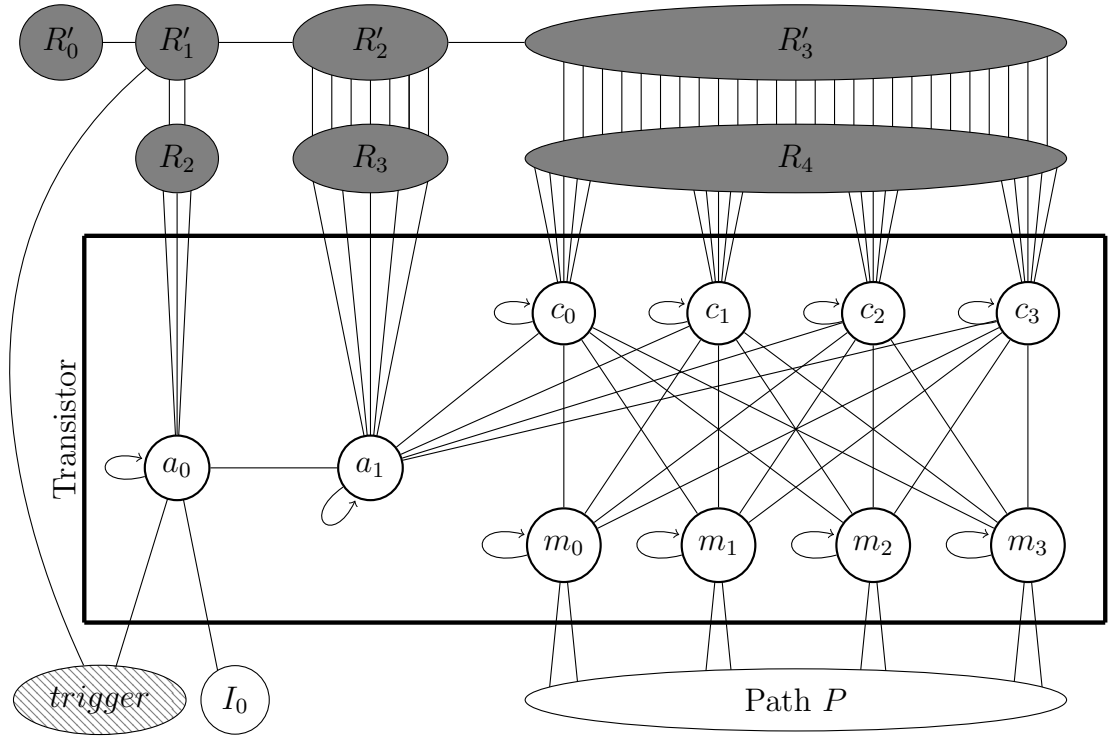 R′₀ R′₁ R′₂ R′₃
R₂ R₃ R₄
Transistor
c₀ c₁ c₂ c₃
a₀ a₁
m₀ m₁ m₂ m₃
trigger I₀ Path P